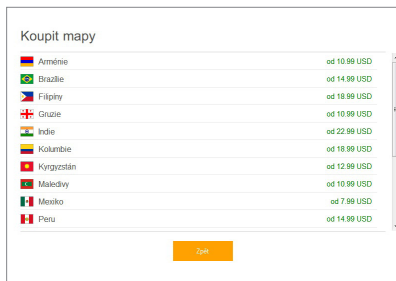 Koupit mapy
Arménie od 10.99 USD
Brazílie od 14.99 USD
Filipíny od 18.99 USD
Gruzie od 10.99 USD
Indie od 22.99 USD
Kolumbie od 18.99 USD
Kyrgyzstán od 12.99 USD
Maledivy od 10.99 USD
Mexiko od 7.99 USD
Peru od 14.99 USD
Zpět